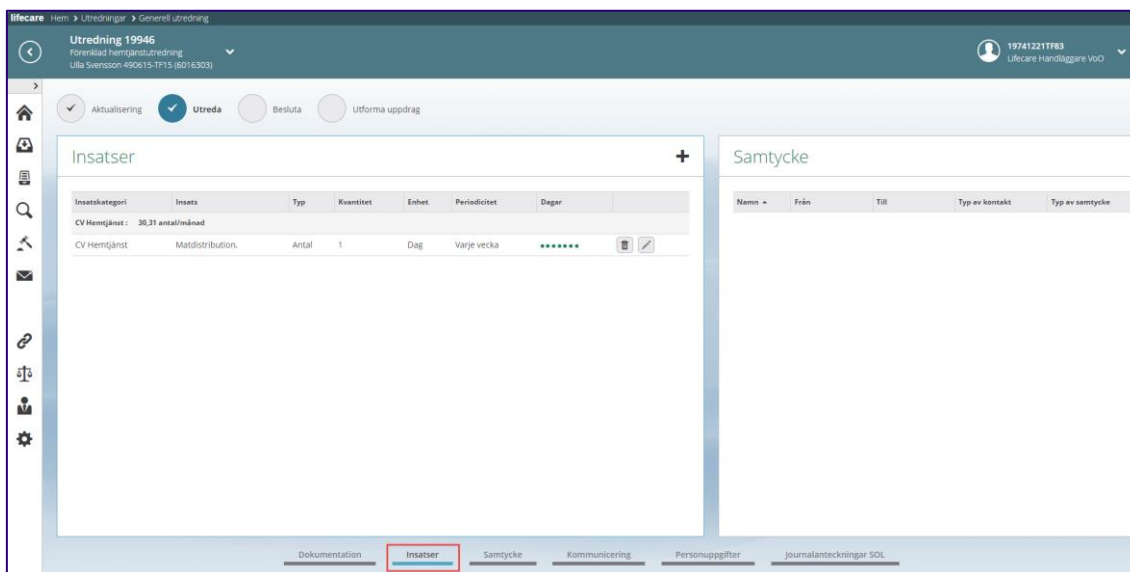 lifecare Hem > Utredningar > Generell utredning
Utredning 19946
Förenklad hemtjänstutredning
Ulla Svensson 490615-TF15 (6016303)
19741221TF83
Lifecare Handläggare VoO
Aktualisering Utreda Besluta Utforma uppdrag
Insatser
Insatskategori Insats Typ Kvantitet Enhet Periodicitet Dagar
CV Hemtjänst : 30,31 antal/månad
CV Hemtjänst Matdistribution. Antal 1 Dag Varje vecka
Samtycke
Namn Från Till Typ av kontakt Typ av samtycke
Dokumentation Insatser Samtycke Kommunicering Personuppgifter Journalanteckningar SOL